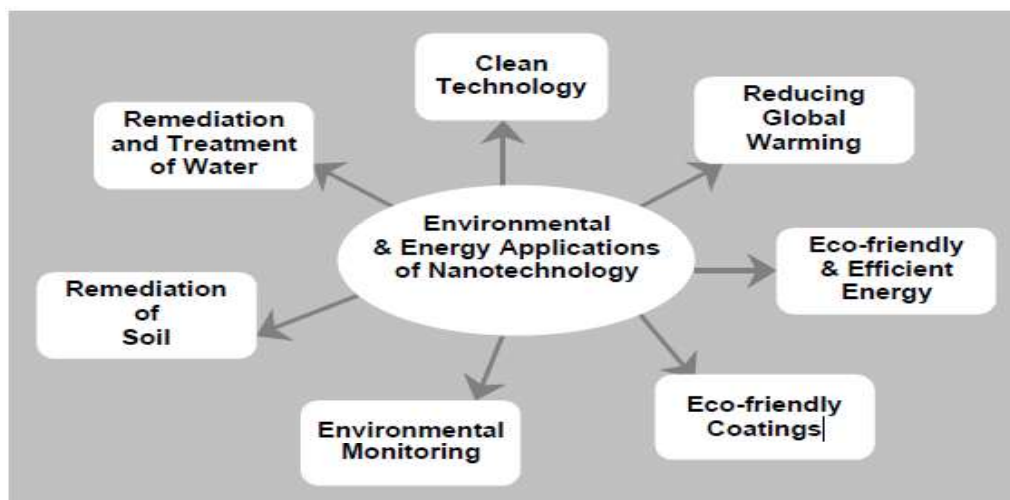 Clean
Technology
Reducing
Global
Warming
Remediation
and Treatment
of Water
Environmental
& Energy Applications
of Nanotechnology
Eco-friendly
& Efficient
Energy
Remediation
of
Soil
Eco-friendly
Coatings
Environmental
Monitoring